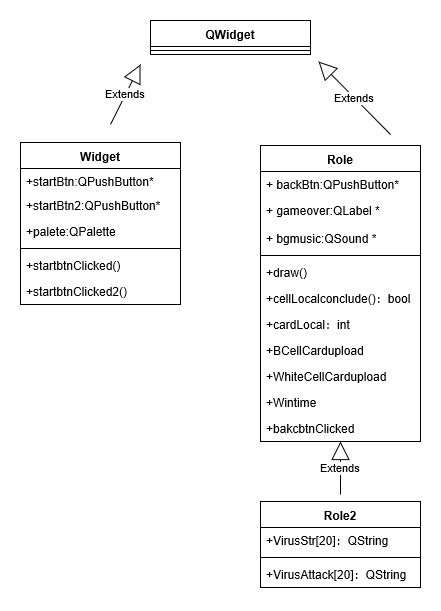 QWidget
Extends
Extends
Widget
+startBtn:QPushButton*
+startBtn2:QPushButton*
+palete:QPalette
+startbtnClicked()
+startbtnClicked2()
Role
+ backBtn:QPushButton*
+ gameover:QLabel *
+ bgmusic:QSound *
+draw()
+cellLocalconclude()：bool
+cardLocal：int
+BCellCardupload
+WhiteCellCardupload
+Wintime
+bakcbtnClicked
Extends
Role2
+VirusStr[20]：QString
+VirusAttack[20]：QString